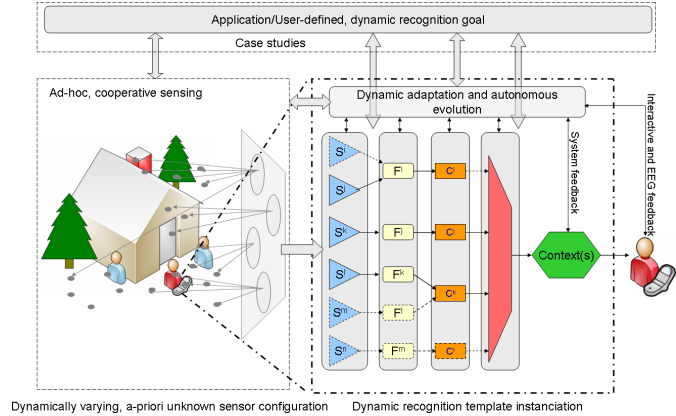 Application/User-defined, dynamic recognition goal
Case studies
Ad-hoc, cooperative sensing
Dynamic adaptation and autonomous
evolution
System feedback
Interactive and EEG feedback
S^i
F^i
C^i
S^j
S^k
F^j
C^j
S^l
F^k
C^k
S^m
F^l
S^n
F^m
C^l
Context(s)
Dynamically varying, a-priori unknown sensor configuration
Dynamic recognition template instanciation